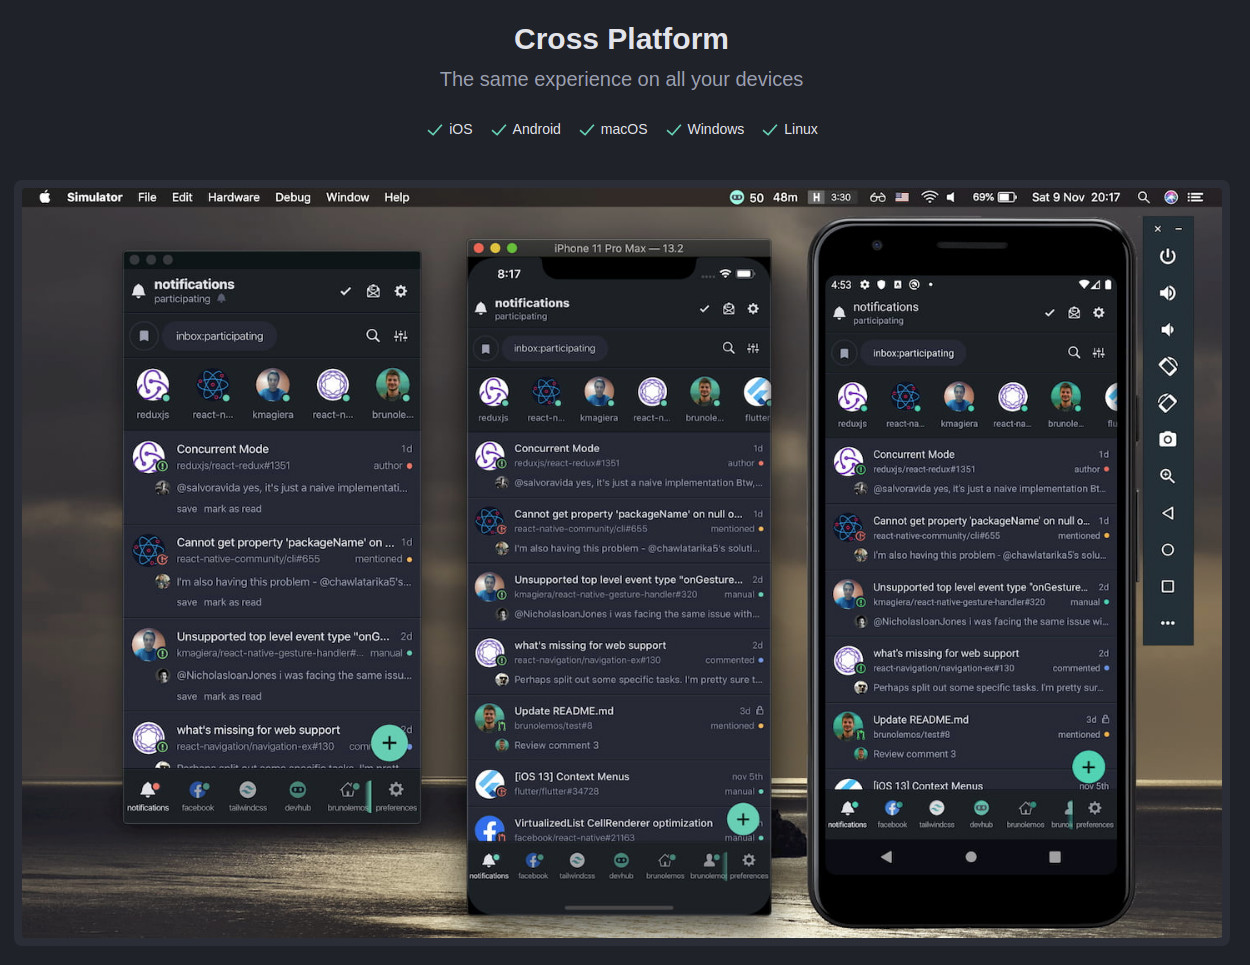 Cross Platform
The same experience on all your devices
iOS Android macOS Windows Linux
Simulator File Edit Hardware Debug Window Help 50 48m H 3:30 69% Sat 9 Nov 20:17
notifications
participating
inbox:participating
reduxjs react-n... kmagiera react-n... brunole...
Concurrent Mode 1d
reduxjs/react-redux#1351 author
@salvoravida yes, it's just a naive implementati...
save mark as read
Cannot get property 'packageName' on ... 1d
react-native-community/cli#655 mentioned
I'm also having this problem - @chawlatarika5's...
save mark as read
Unsupported top level event type "onG... 2d
kmagiera/react-native-gesture-handler#... manual
@NicholasIoanJones i was facing the same issu...
save mark as read
what's missing for web support
react-navigation/navigation-ex#130
notifications facebook tailwindcss devhub brunolemos preferences
iPhone 11 Pro Max — 13.2
8:17
notifications
participating
inbox:participating
reduxjs react-n... kmagiera react-n... brunole... flutter
Concurrent Mode 1d
reduxjs/react-redux#1351 author
@salvoravida yes, it's just a naive implementation Btw,...
Cannot get property 'packageName' on null o... 1d
react-native-community/cli#655 mentioned
I'm also having this problem - @chawlatarika5's soluti...
Unsupported top level event type "onGesture... 2d
kmagiera/react-native-gesture-handler#320 manual
@NicholasIoanJones i was facing the same issue with...
what's missing for web support 2d
react-navigation/navigation-ex#130 commented
Perhaps split out some specific tasks. I'm pretty sure t...
Update README.md 3d
brunolemos/test#8 mentioned
Review comment 3
[iOS 13] Context Menus nov 5th
flutter/flutter#34728 manual
VirtualizedList CellRenderer optimization
facebook/react-native#21163 manual
notifications facebook tailwindcss devhub brunolemos brunolemo preferences
4:53
notifications
participating
inbox:participating
reduxjs react-na... kmagiera react-na... brunole... flu
Concurrent Mode 1d
reduxjs/react-redux#1351 author
@salvoravida yes, it's just a naive implementation Bt...
Cannot get property 'packageName' on null o... 1d
react-native-community/cli#655 mentioned
I'm also having this problem - @chawlatarika5's solu...
Unsupported top level event type "onGesture... 2d
kmagiera/react-native-gesture-handler#320 manual
@NicholasIoanJones i was facing the same issue wi...
what's missing for web support 2d
react-navigation/navigation-ex#130 commented
Perhaps split out some specific tasks. I'm pretty sur...
Update README.md 3d
brunolemos/test#8 mentioned
Review comment 3
[iOS 13] Context Menus nov 5th
notifications facebook tailwindcss devhub brunolemos bruno preferences